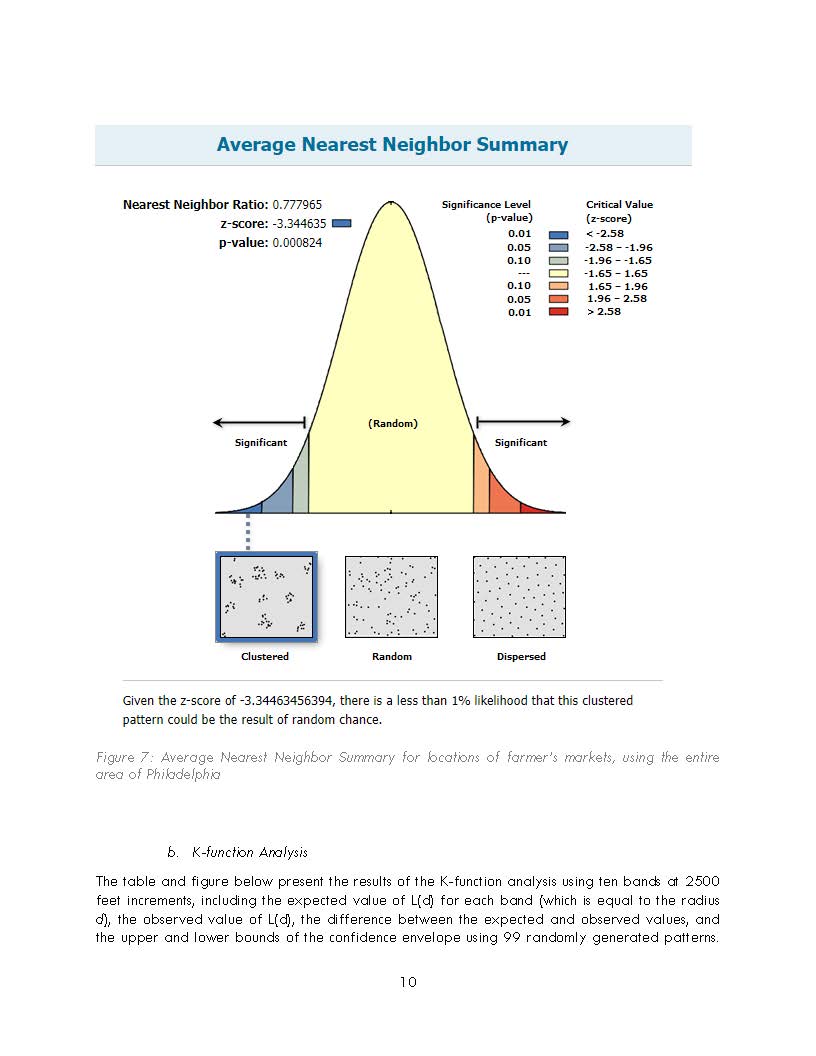 Average Nearest Neighbor Summary
Nearest Neighbor Ratio: 0.777965
z-score: -3.344635
p-value: 0.000824
Significance Level
(p-value)
Critical Value
(z-score)
0.01 < -2.58
0.05 -2.58 – -1.96
0.10 -1.96 – -1.65
--- -1.65 – 1.65
0.10 1.65 – 1.96
0.05 1.96 – 2.58
0.01 > 2.58
(Random)
Significant
Significant
Clustered
Random
Dispersed
Given the z-score of -3.34463456394, there is a less than 1% likelihood that this clustered
pattern could be the result of random chance.
Figure 7: Average Nearest Neighbor Summary for locations of farmer's markets, using the entire
area of Philadelphia
b. K-function Analysis
The table and figure below present the results of the K-function analysis using ten bands at 2500
feet increments, including the expected value of L(d) for each band (which is equal to the radius
d), the observed value of L(d), the difference between the expected and observed values, and
the upper and lower bounds of the confidence envelope using 99 randomly generated patterns.
10